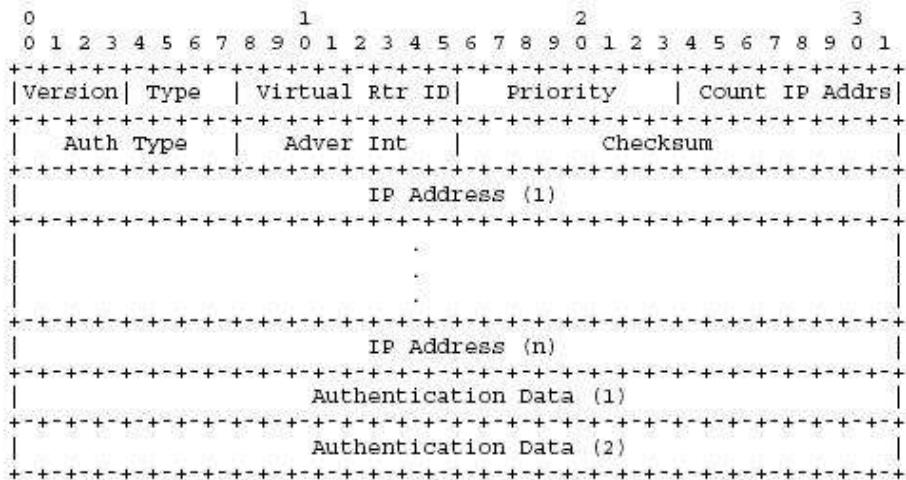 0                   1                   2                   3
0 1 2 3 4 5 6 7 8 9 0 1 2 3 4 5 6 7 8 9 0 1 2 3 4 5 6 7 8 9 0 1
+-+-+-+-+-+-+-+-+-+-+-+-+-+-+-+-+-+-+-+-+-+-+-+-+-+-+-+-+-+-+-+-+
|Version| Type | Virtual Rtr ID| Priority | Count IP Addrs|
+-+-+-+-+-+-+-+-+-+-+-+-+-+-+-+-+-+-+-+-+-+-+-+-+-+-+-+-+-+-+-+-+
| Auth Type | Adver Int | Checksum |
+-+-+-+-+-+-+-+-+-+-+-+-+-+-+-+-+-+-+-+-+-+-+-+-+-+-+-+-+-+-+-+-+
| IP Address (1) |
+-+-+-+-+-+-+-+-+-+-+-+-+-+-+-+-+-+-+-+-+-+-+-+-+-+-+-+-+-+-+-+-+
| . |
| . |
| . |
+-+-+-+-+-+-+-+-+-+-+-+-+-+-+-+-+-+-+-+-+-+-+-+-+-+-+-+-+-+-+-+-+
| IP Address (n) |
+-+-+-+-+-+-+-+-+-+-+-+-+-+-+-+-+-+-+-+-+-+-+-+-+-+-+-+-+-+-+-+-+
| Authentication Data (1) |
+-+-+-+-+-+-+-+-+-+-+-+-+-+-+-+-+-+-+-+-+-+-+-+-+-+-+-+-+-+-+-+-+
| Authentication Data (2) |
+-+-+-+-+-+-+-+-+-+-+-+-+-+-+-+-+-+-+-+-+-+-+-+-+-+-+-+-+-+-+-+-+